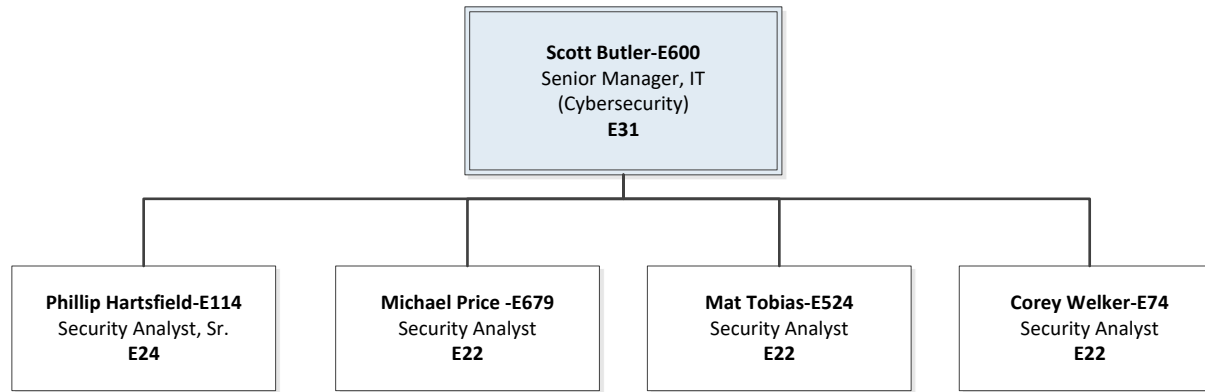 Scott Butler-E600
Senior Manager, IT
(Cybersecurity)
E31
Phillip Hartsfield-E114
Security Analyst, Sr.
E24
Michael Price -E679
Security Analyst
E22
Mat Tobias-E524
Security Analyst
E22
Corey Welker-E74
Security Analyst
E22